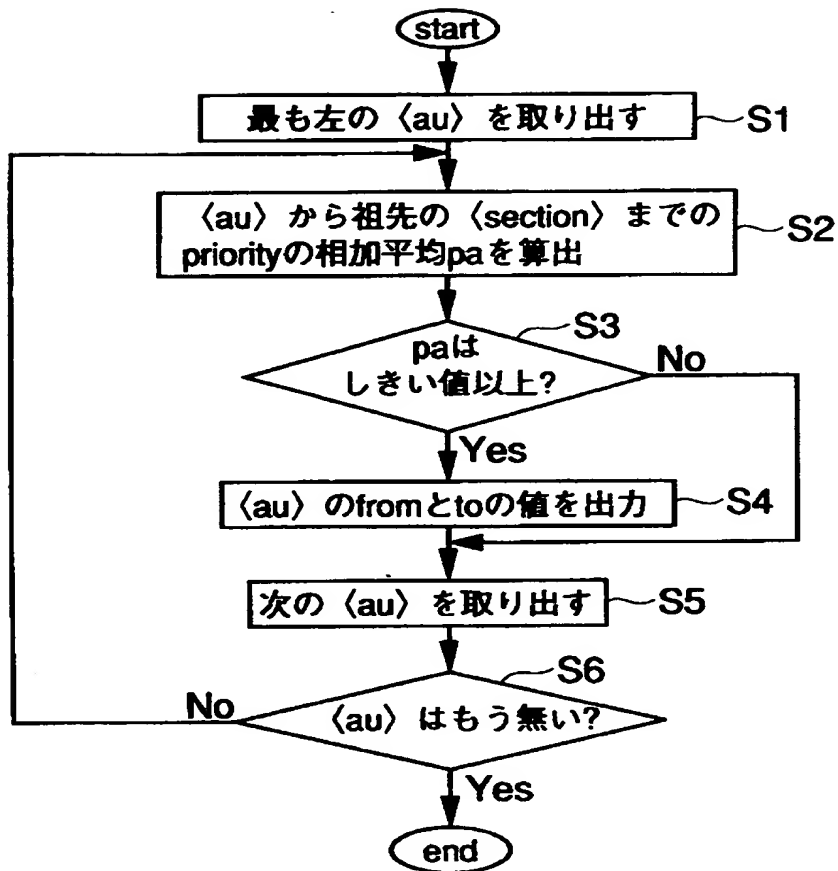 start
最も左の〈au〉を取り出す
S1
〈au〉から祖先の〈section〉までの
priorityの相加平均paを算出
S2
S3
paは
しきい値以上?
No
Yes
〈au〉のfromとtoの値を出力
S4
次の〈au〉を取り出す
S5
S6
No
〈au〉はもう無い?
Yes
end